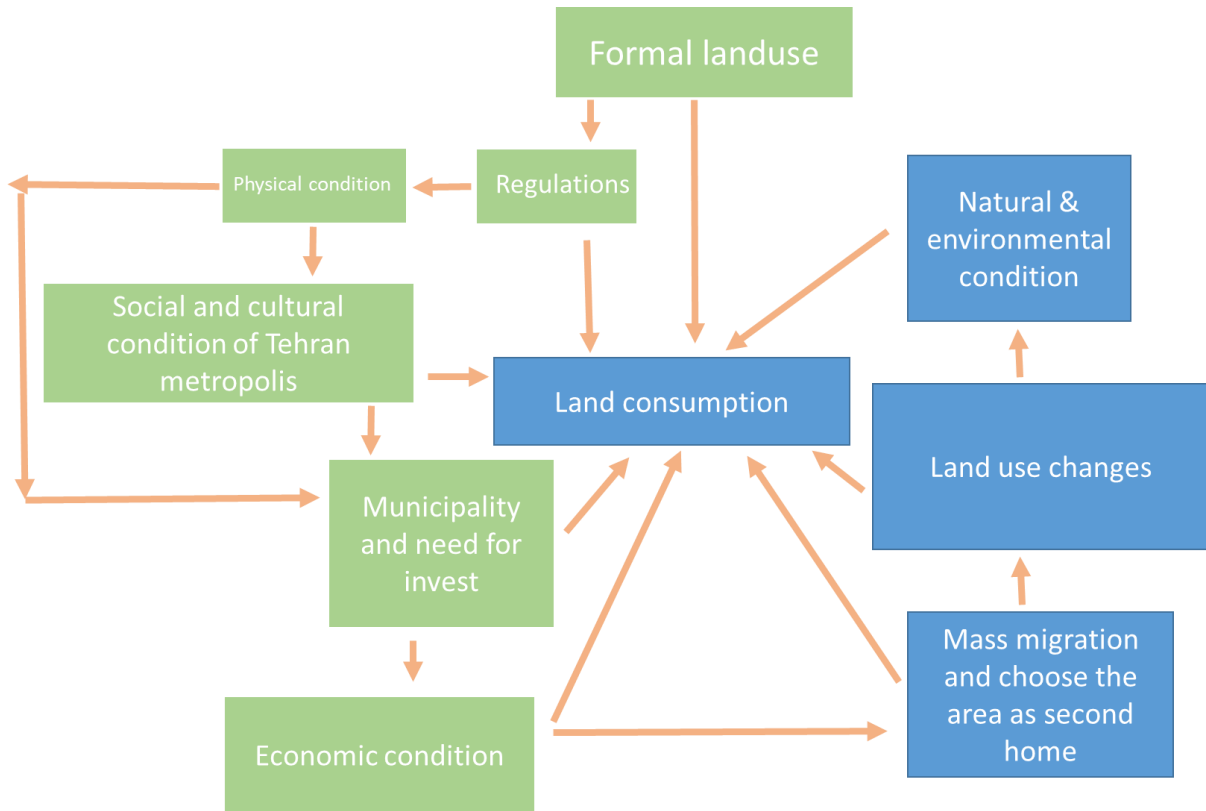 Formal landuse
Physical condition
Regulations
Natural &
environmental
condition
Social and cultural
condition of Tehran
metropolis
Land consumption
Land use changes
Municipality
and need for
invest
Mass migration
and choose the
area as second
home
Economic condition